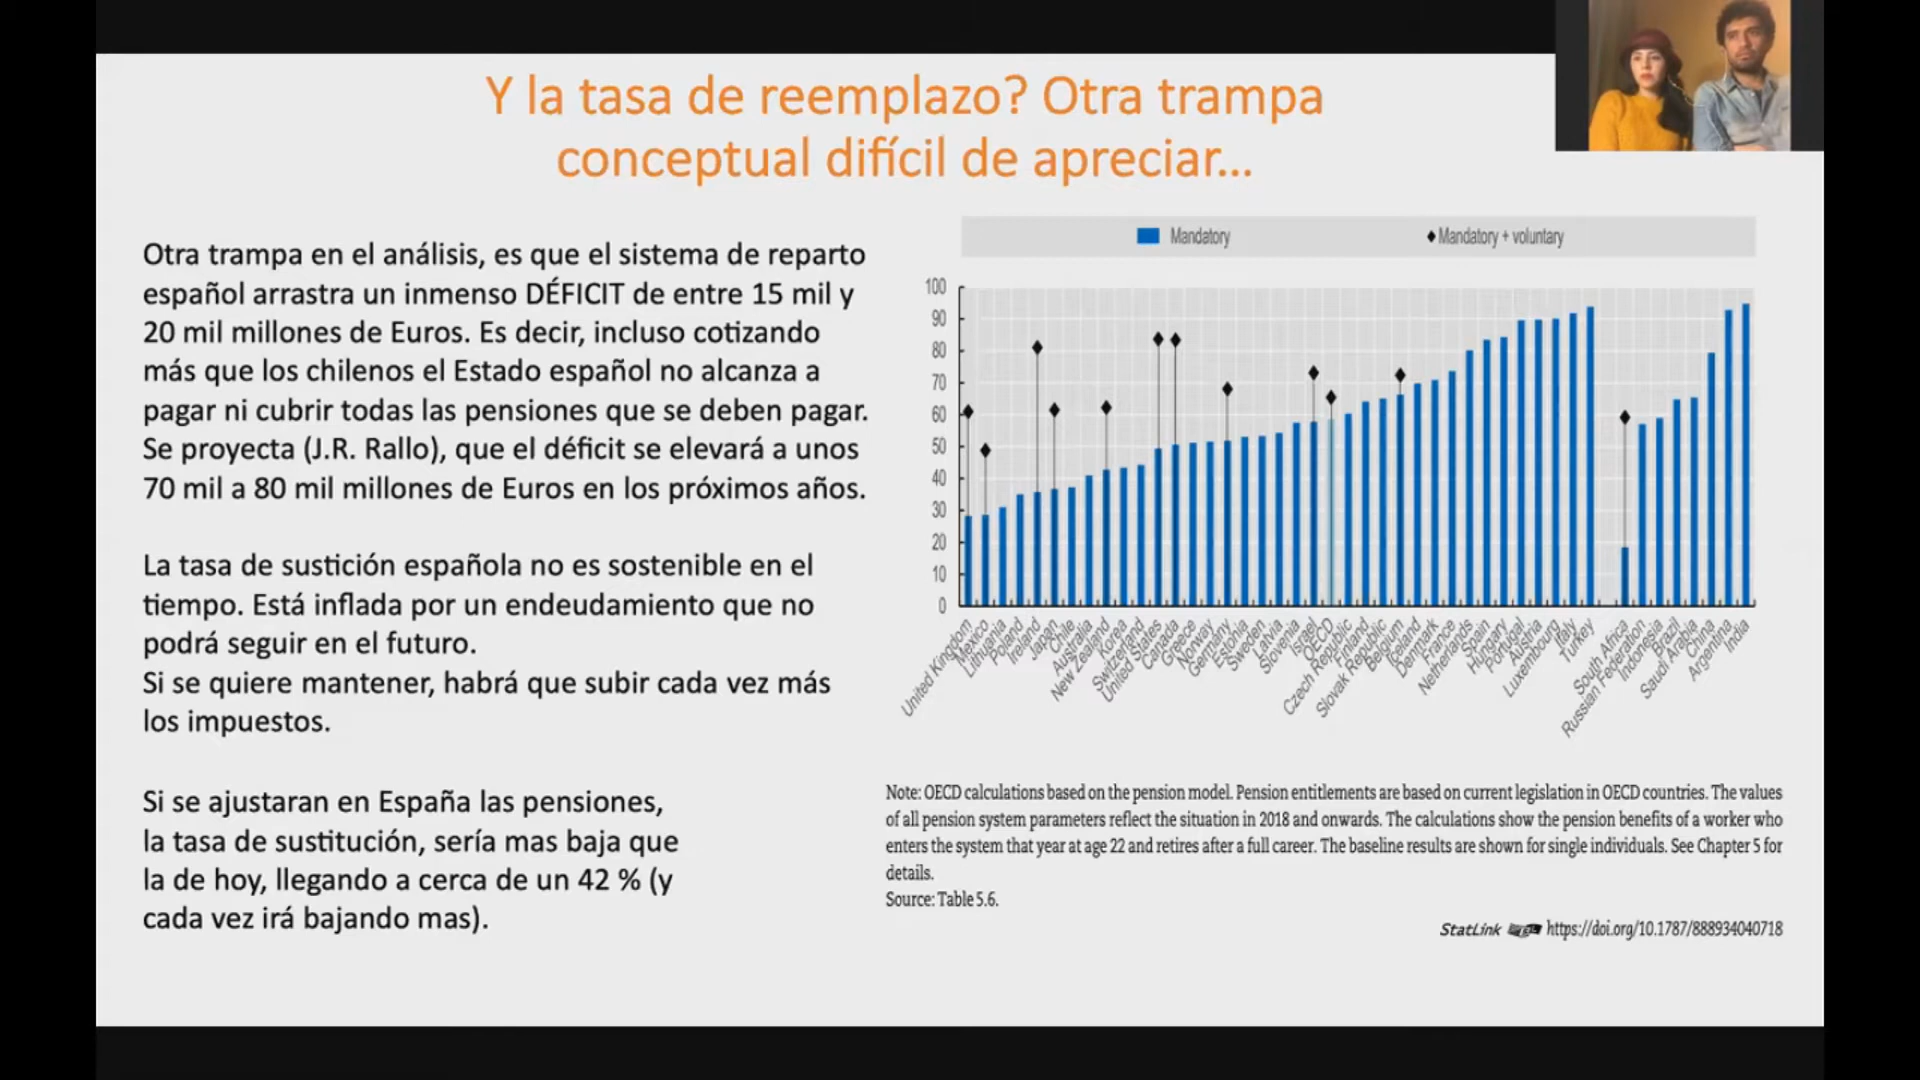 Y la tasa de reemplazo? Otra trampa
conceptual difícil de apreciar...
Otra trampa en el análisis, es que el sistema de reparto
español arrastra un inmenso DÉFICIT de entre 15 mil y
20 mil millones de Euros. Es decir, incluso cotizando
más que los chilenos el Estado español no alcanza a
pagar ni cubrir todas las pensiones que se deben pagar.
Se proyecta (J.R. Rallo), que el déficit se elevará a unos
70 mil a 80 mil millones de Euros en los próximos años.
La tasa de sustición española no es sostenible en el
tiempo. Está inflada por un endeudamiento que no
podrá seguir en el futuro.
Si se quiere mantener, habrá que subir cada vez más
los impuestos.
Si se ajustaran en España las pensiones,
la tasa de sustitución, sería mas baja que
la de hoy, llegando a cerca de un 42 % (y
cada vez irá bajando mas).
Mandatory
Mandatory + voluntary
100
90
80
70
60
50
40
30
20
10
0
United Kingdom
Mexico
Lithuania
Poland
Ireland
Japan
Chile
Australia
New Zealand
Korea
Switzerland
United States
Canada
Greece
Norway
Germany
Estonia
Sweden
Latvia
Slovenia
Israel
OECD
Czech Republic
Finland
Slovak Republic
Belgium
Iceland
Denmark
France
Netherlands
Spain
Hungary
Portugal
Austria
Luxembourg
Italy
Turkey
South Africa
Russian Federation
Indonesia
Brazil
Saudi Arabia
China
Argentina
India
Note: OECD calculations based on the pension model. Pension entitlements are based on current legislation in OECD countries. The values
of all pension system parameters reflect the situation in 2018 and onwards. The calculations show the pension benefits of a worker who
enters the system that year at age 22 and retires after a full career. The baseline results are shown for single individuals. See Chapter 5 for
details.
Source: Table 5.6.
StatLink https://doi.org/10.1787/888934040718